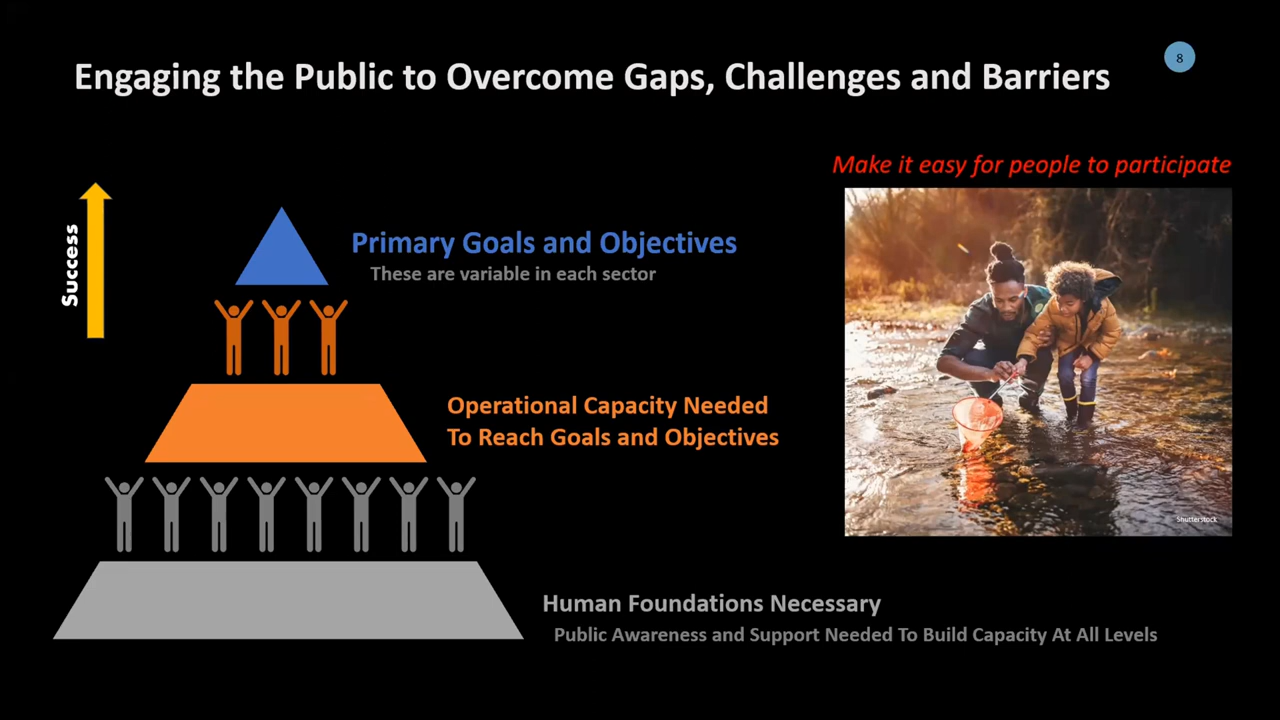 Engaging the Public to Overcome Gaps, Challenges and Barriers
8
Make it easy for people to participate
Success
Primary Goals and Objectives
These are variable in each sector
Operational Capacity Needed
To Reach Goals and Objectives
Shutterstock
Human Foundations Necessary
Public Awareness and Support Needed To Build Capacity At All Levels